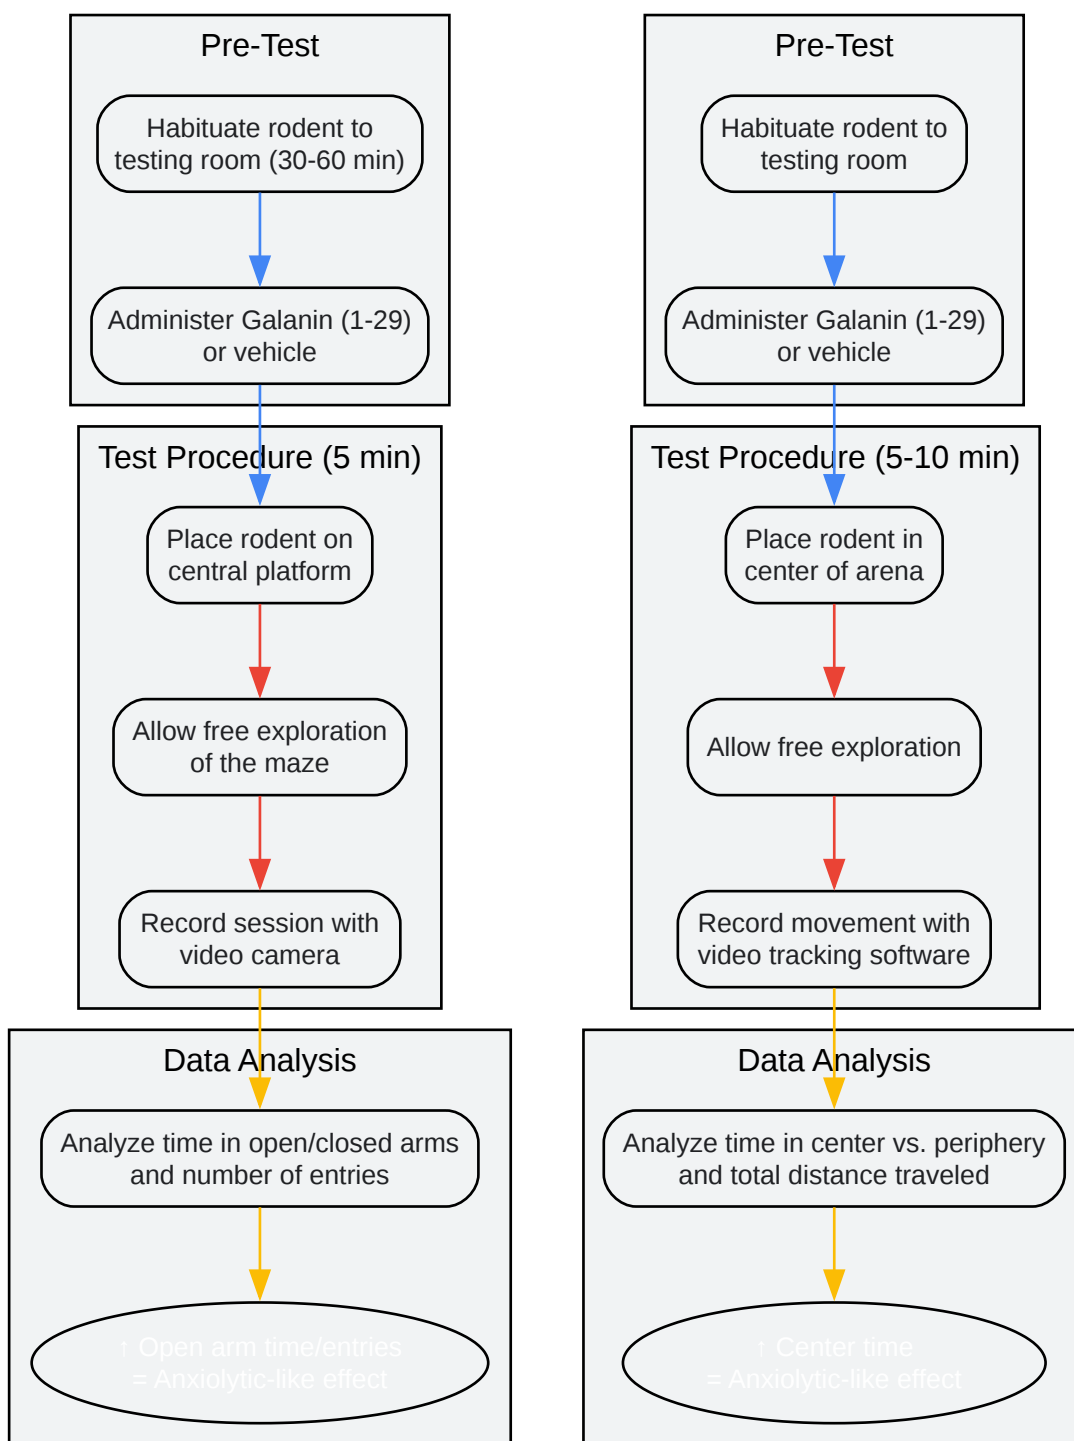 Pre-Test
Habituate rodent to
testing room (30-60 min)
Administer Galanin (1-29)
or vehicle
Test Procedure (5 min)
Place rodent on
central platform
Allow free exploration
of the maze
Record session with
video camera
Data Analysis
Analyze time in open/closed arms
and number of entries
↑ Open arm time/entries
= Anxiolytic-like effect
Pre-Test
Habituate rodent to
testing room
Administer Galanin (1-29)
or vehicle
Test Procedure (5-10 min)
Place rodent in
center of arena
Allow free exploration
Record movement with
video tracking software
Data Analysis
Analyze time in center vs. periphery
and total distance traveled
↑ Center time
= Anxiolytic-like effect